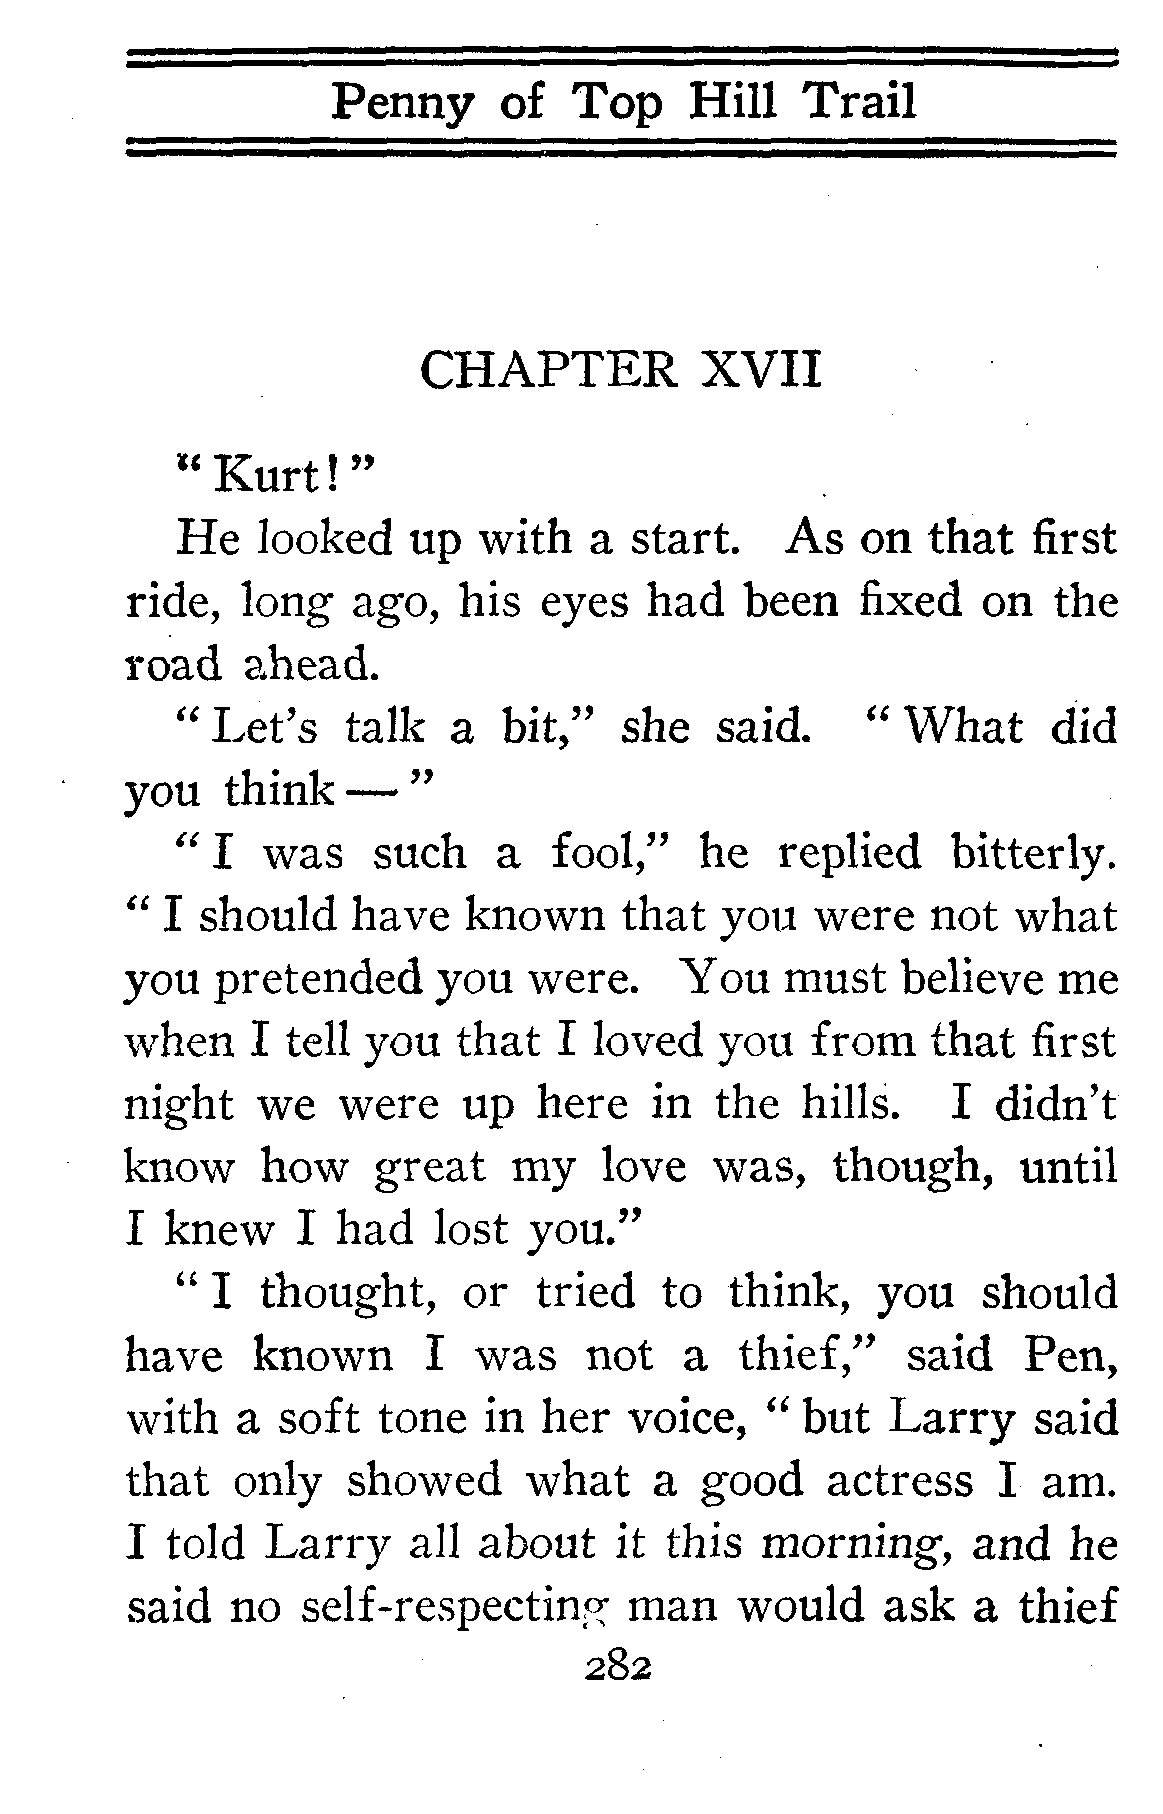 Penny of Top Hill Trail
CHAPTER XVII
" Kurt! "
He looked up with a start. As on that first
ride, long ago, his eyes had been fixed on the
road ahead.
" Let's talk a bit," she said. " What did
you think — "
" I was such a fool," he replied bitterly.
" I should have known that you were not what
you pretended you were. You must believe me
when I tell you that I loved you from that first
night we were up here in the hills. I didn't
know how great my love was, though, until
I knew I had lost you."
" I thought, or tried to think, you should
have known I was not a thief," said Pen,
with a soft tone in her voice, " but Larry said
that only showed what a good actress I am.
I told Larry all about it this morning, and he
said no self-respecting man would ask a thief
282